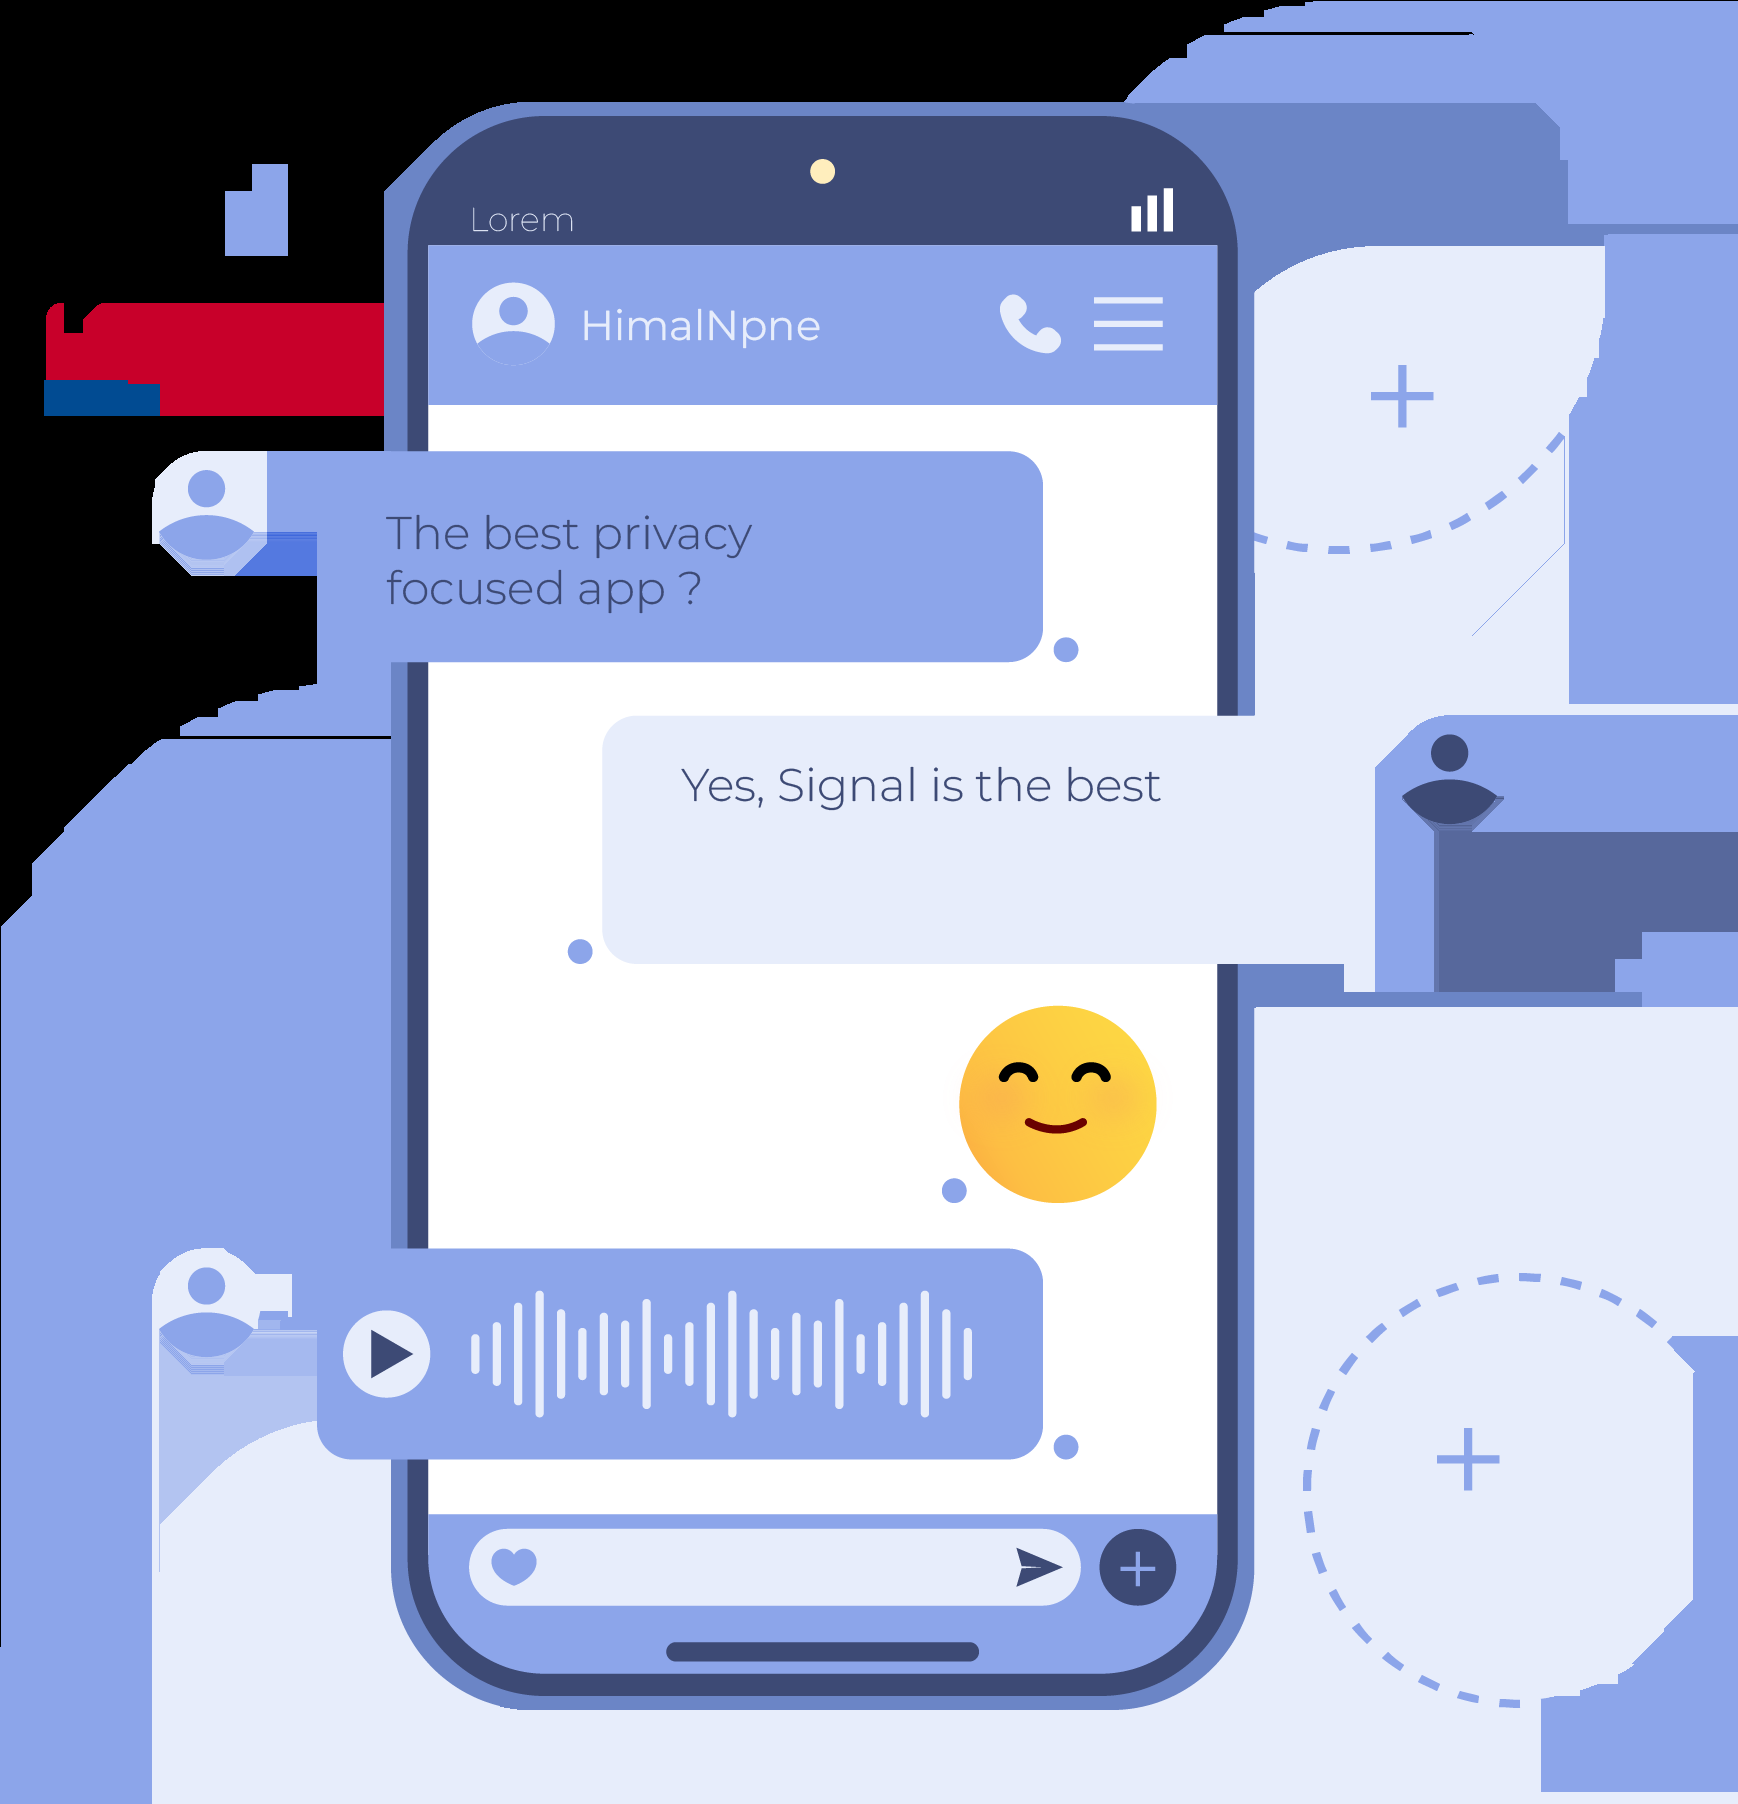 Lorem
HimalNpne
The best privacy
focused app ?
Yes, Signal is the best